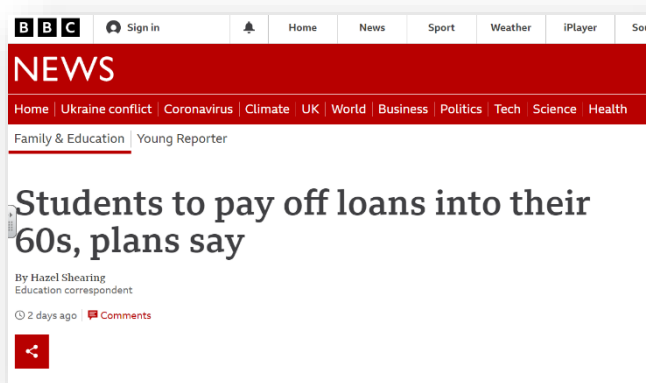 BBC Sign in Home News Sport Weather iPlayer
NEWS
Home Ukraine conflict Coronavirus Climate UK World Business Politics Tech Science Health
Family & Education Young Reporter
Students to pay off loans into their
60s, plans say
By Hazel Shearing
Education correspondent
2 days ago Comments